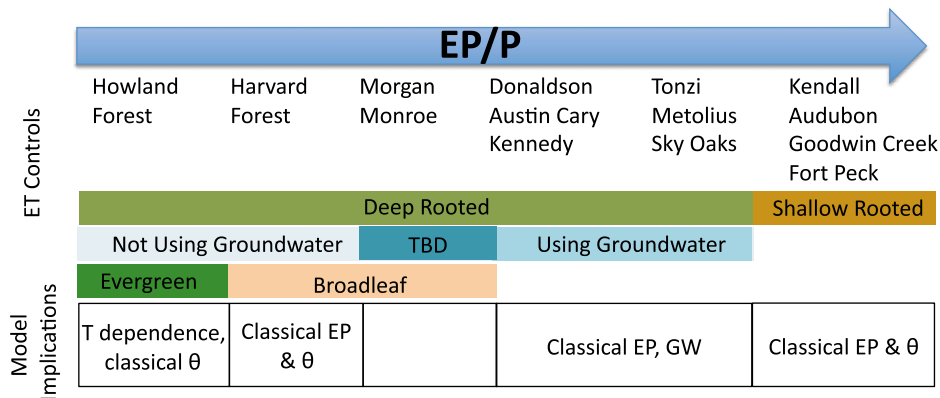 EP/P
Howland
Forest
Harvard
Forest
Morgan
Monroe
Donaldson
Austin Cary
Kennedy
Tonzi
Metolius
Sky Oaks
Kendall
Audubon
Goodwin Creek
Fort Peck
ET Controls
Deep Rooted
Shallow Rooted
Not Using Groundwater
TBD
Using Groundwater
Evergreen
Broadleaf
Model
Implications
T dependence,
classical θ
Classical EP
& θ
Classical EP, GW
Classical EP & θ